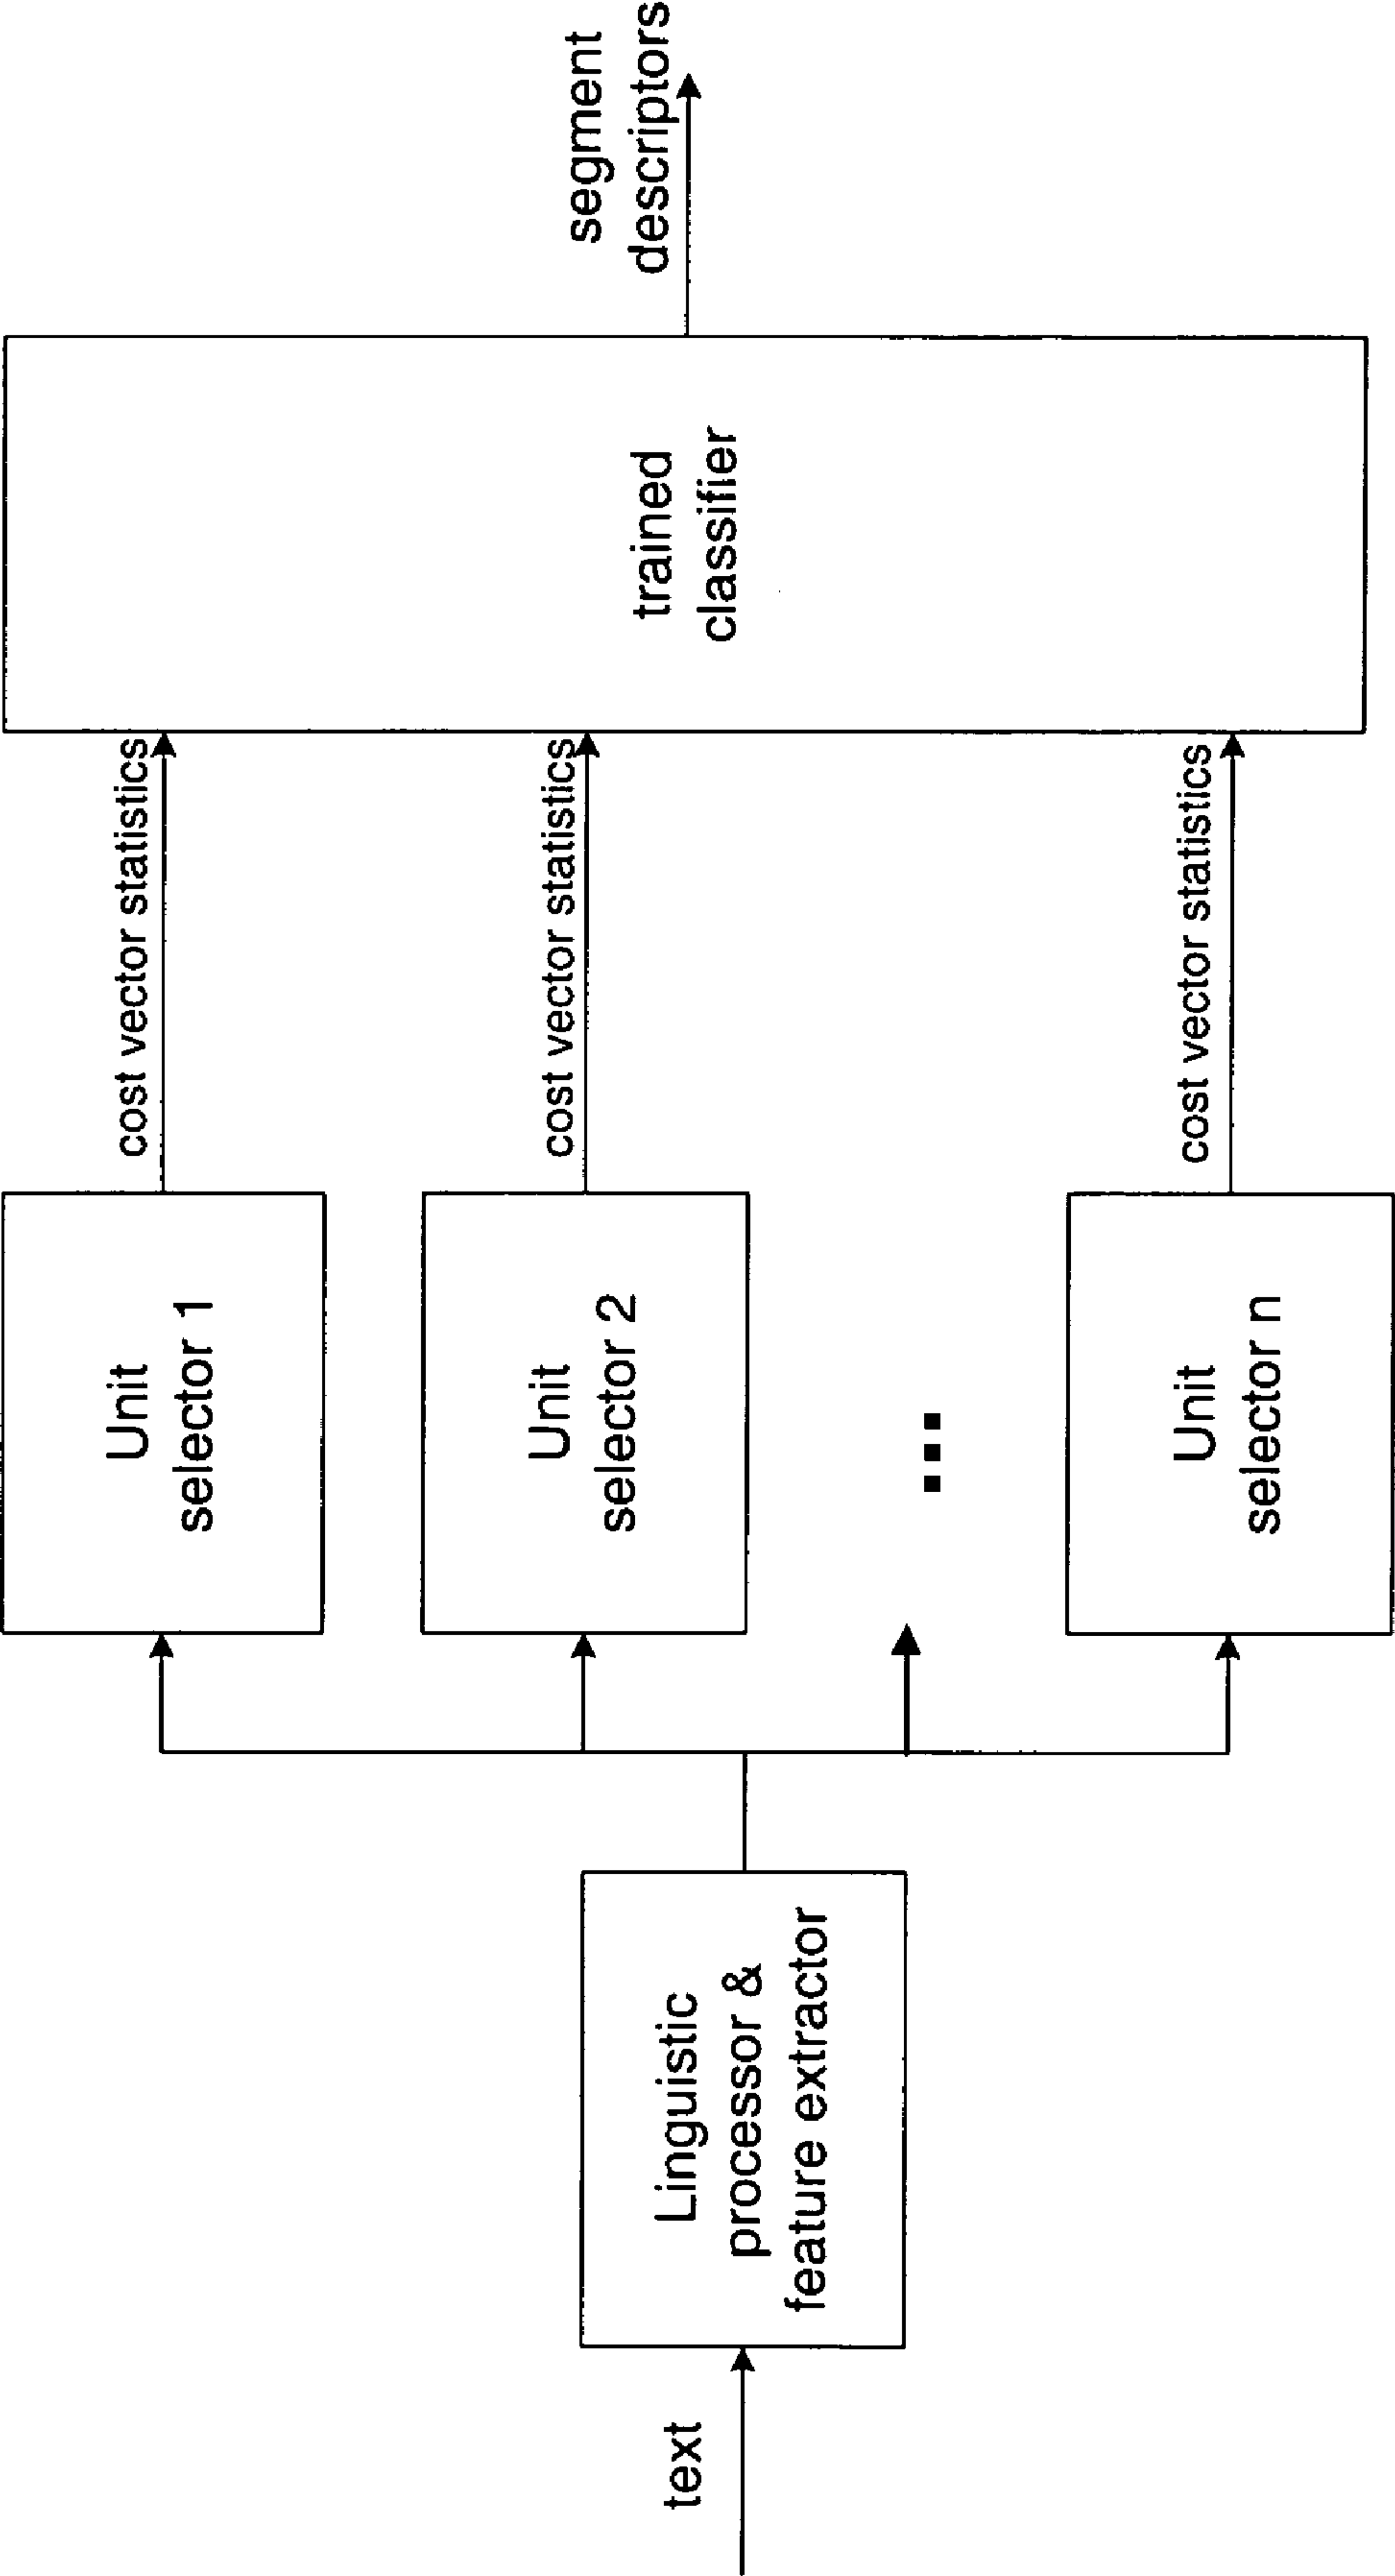 text
Linguistic
processor &
feature extractor
Unit
selector 1
Unit
selector 2
...
Unit
selector n
cost vector statistics
cost vector statistics
cost vector statistics
trained
classifier
segment
descriptors